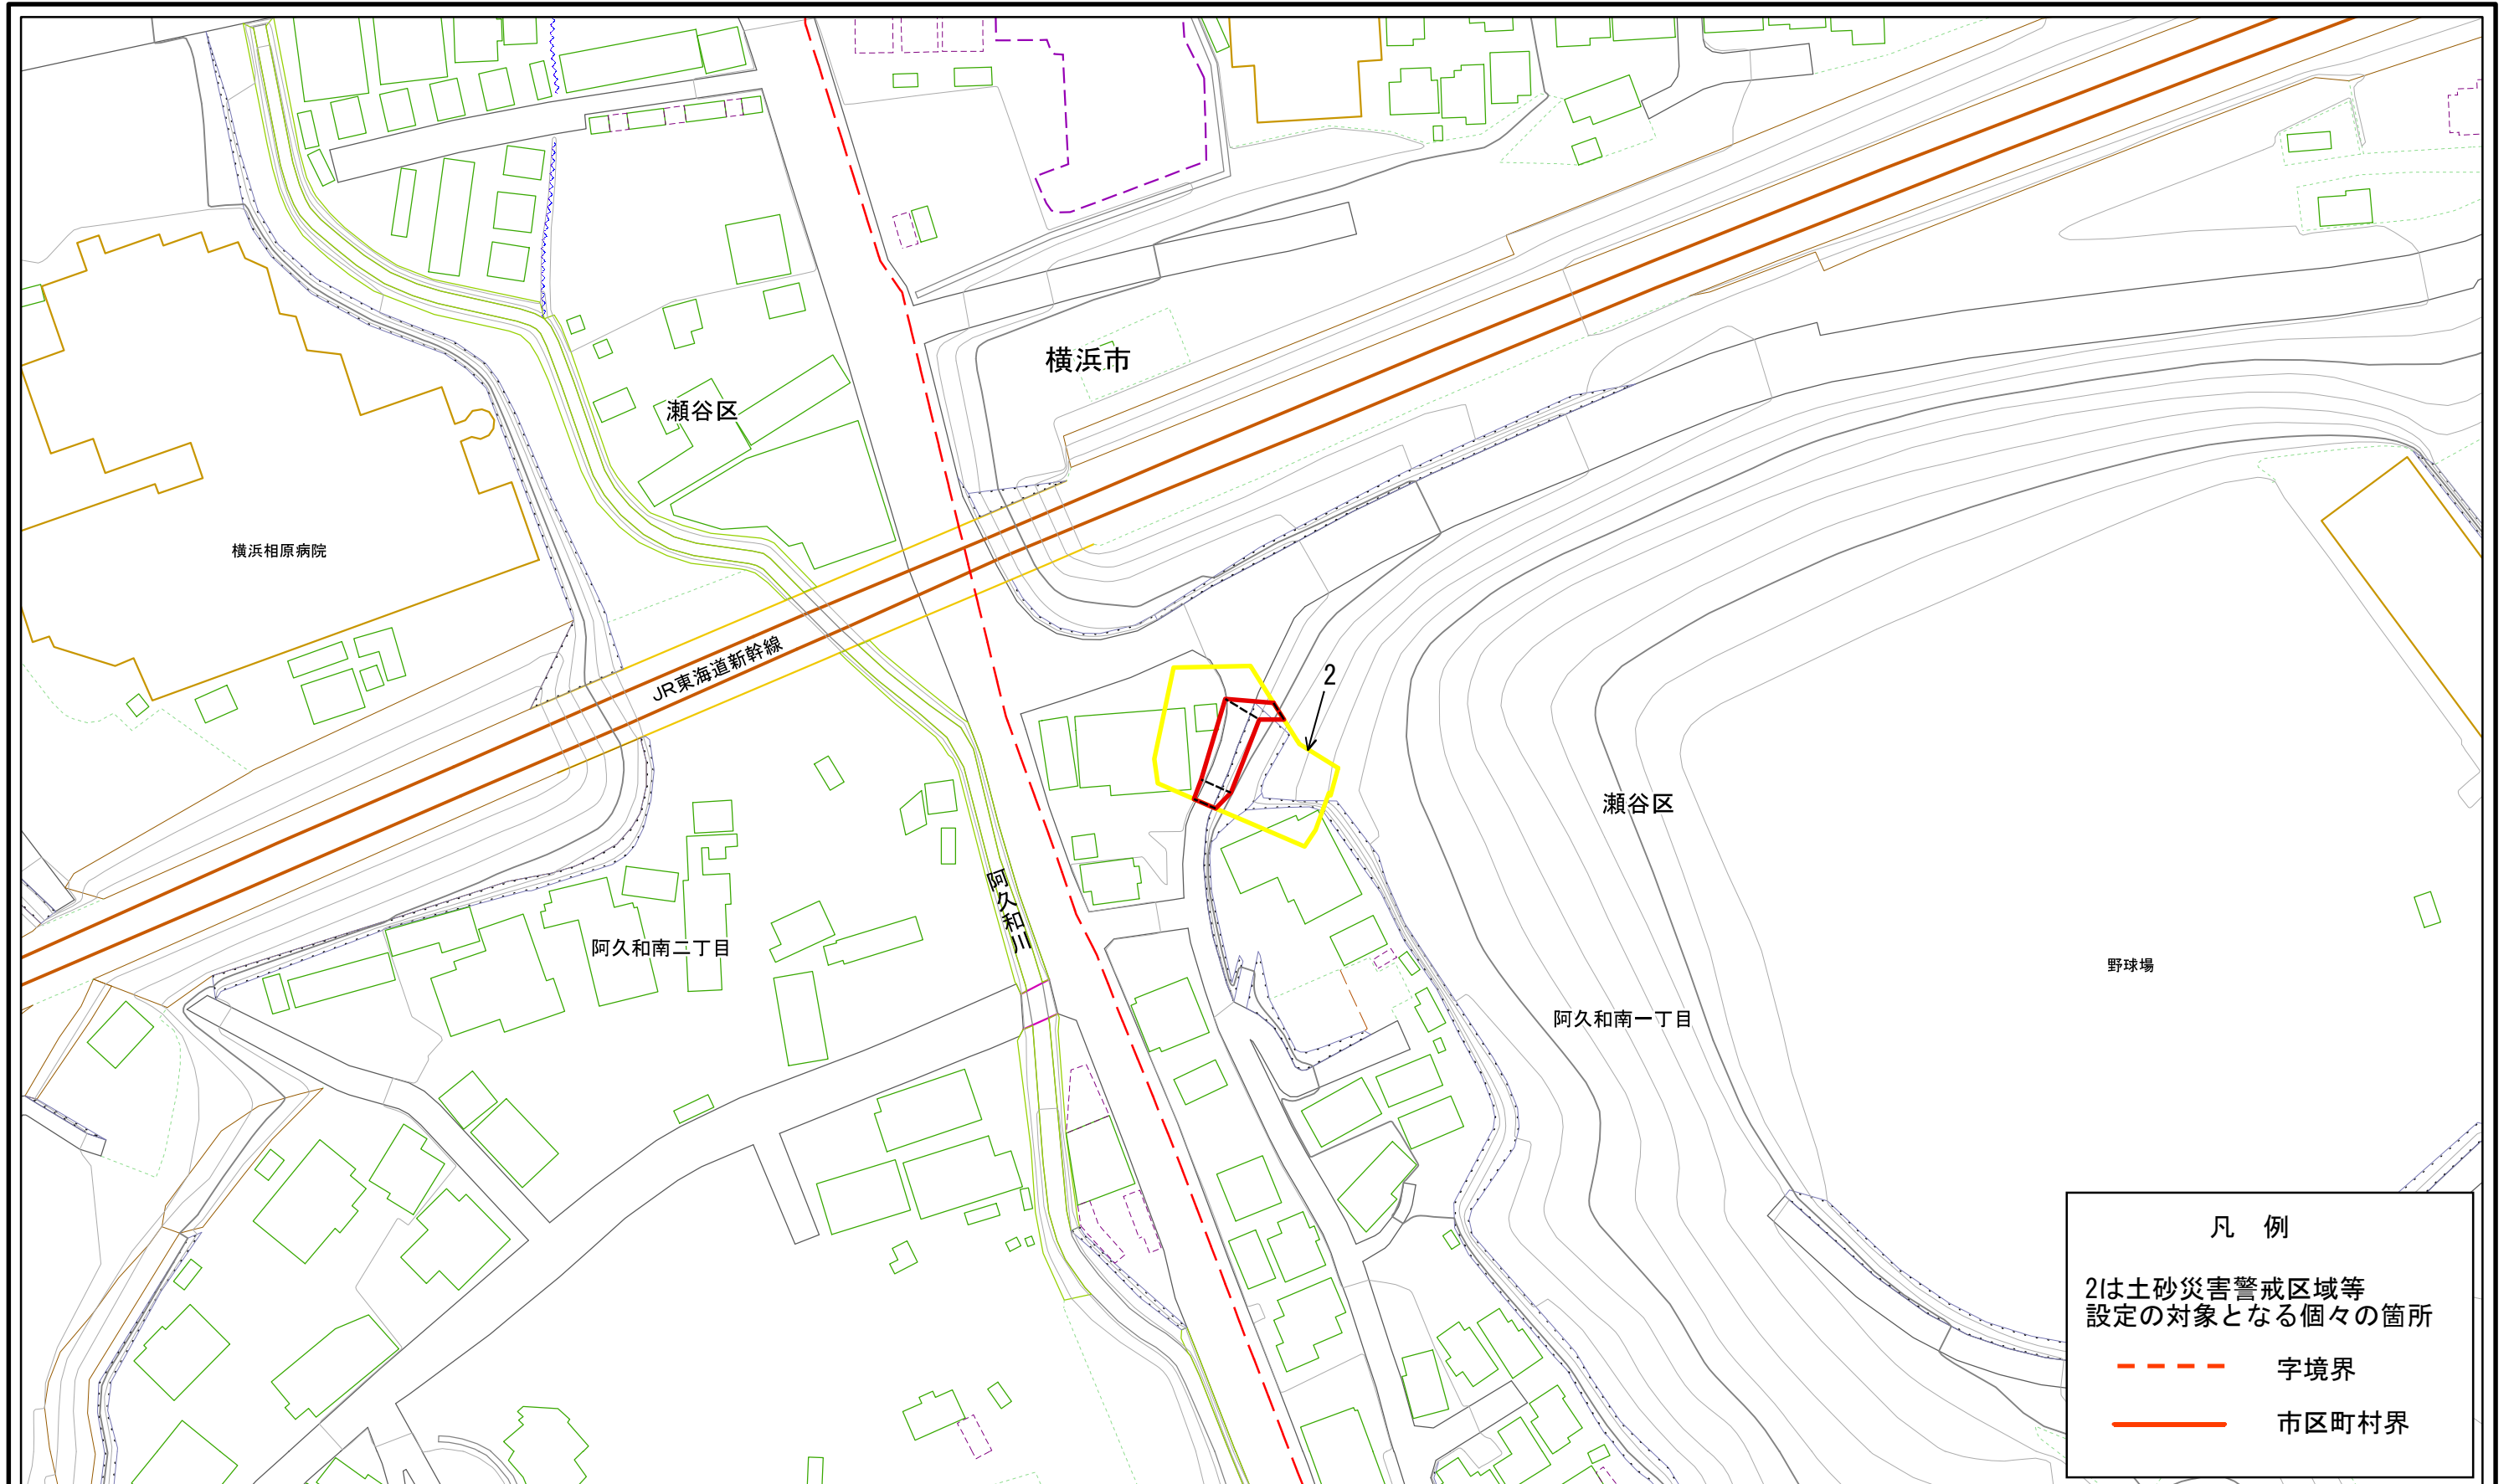 横浜市
瀬谷区
横浜相原病院
JR東海道新幹線
2
瀬谷区
阿久和川
阿久和南二丁目
野球場
阿久和南一丁目
凡 例
2は土砂災害警戒区域等
設定の対象となる個々の箇所
字境界
市区町村界